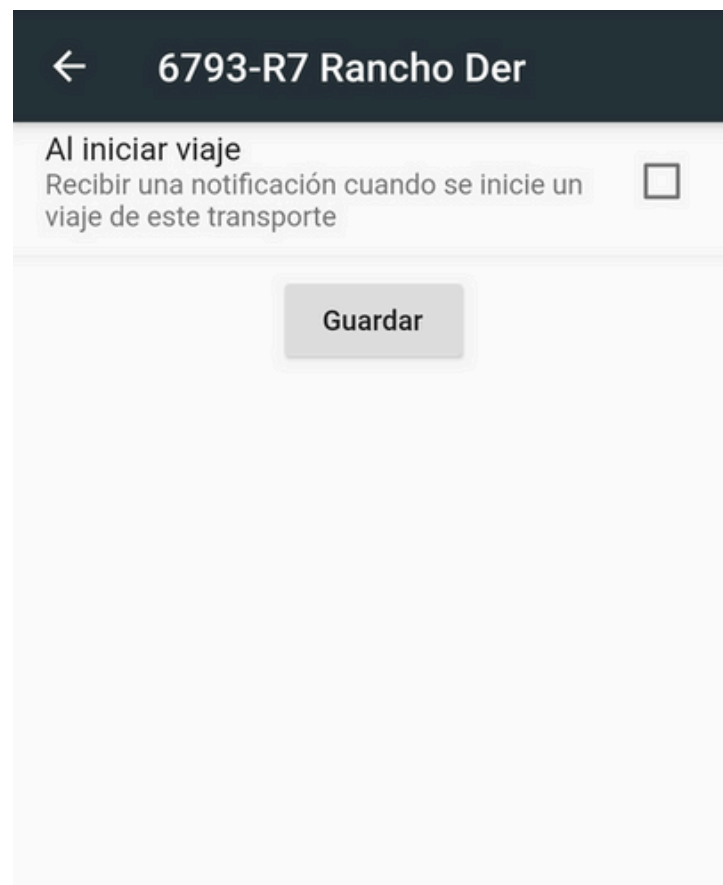 6793-R7 Rancho Der
Al iniciar viaje
Recibir una notificación cuando se inicie un
viaje de este transporte
Guardar